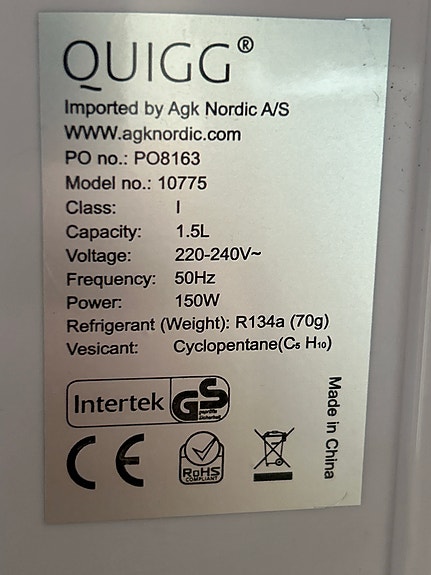 QUIGG®
Imported by Agk Nordic A/S
WWW.agknordic.com
PO no.: PO8163
Model no.: 10775
Class: I
Capacity: 1.5L
Voltage: 220-240V~
Frequency: 50Hz
Power: 150W
Refrigerant (Weight): R134a (70g)
Vesicant: Cyclopentane(C₅ H₁₀)
Intertek GS
geprüfte Sicherheit
CE
RoHS
COMPLIANT
Made in China